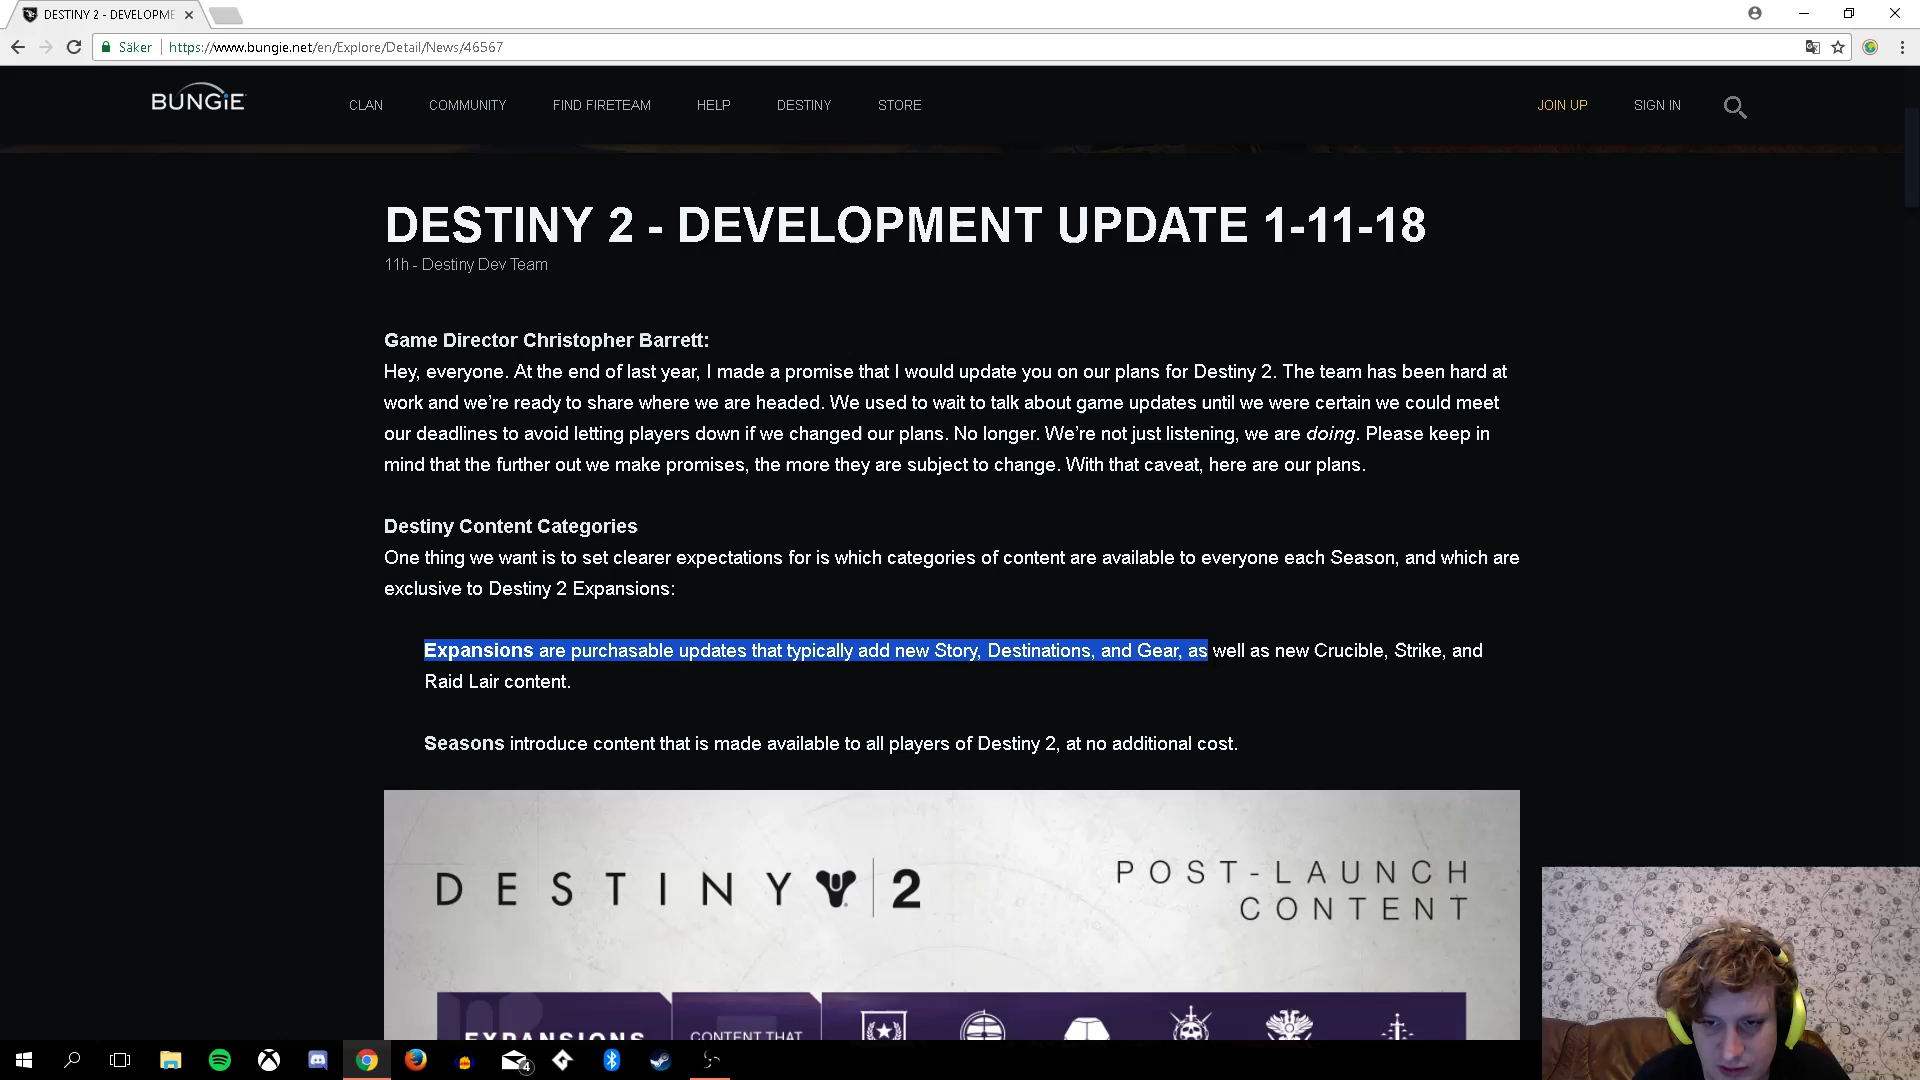 DESTINY 2 - DEVELOPME
Säker
https://www.bungie.net/en/Explore/Detail/News/46567
BUNGiE
CLAN
COMMUNITY
FIND FIRETEAM
HELP
DESTINY
STORE
JOIN UP
SIGN IN
DESTINY 2 - DEVELOPMENT UPDATE 1-11-18
11h - Destiny Dev Team
Game Director Christopher Barrett:
Hey, everyone. At the end of last year, I made a promise that I would update you on our plans for Destiny 2. The team has been hard at
work and we’re ready to share where we are headed. We used to wait to talk about game updates until we were certain we could meet
our deadlines to avoid letting players down if we changed our plans. No longer. We’re not just listening, we are doing. Please keep in
mind that the further out we make promises, the more they are subject to change. With that caveat, here are our plans.
Destiny Content Categories
One thing we want is to set clearer expectations for is which categories of content are available to everyone each Season, and which are
exclusive to Destiny 2 Expansions:
Expansions are purchasable updates that typically add new Story, Destinations, and Gear, as well as new Crucible, Strike, and
Raid Lair content.
Seasons introduce content that is made available to all players of Destiny 2, at no additional cost.
DESTINY 2
POST-LAUNCH
CONTENT
EXPANSIONS
CONTENT THAT
4